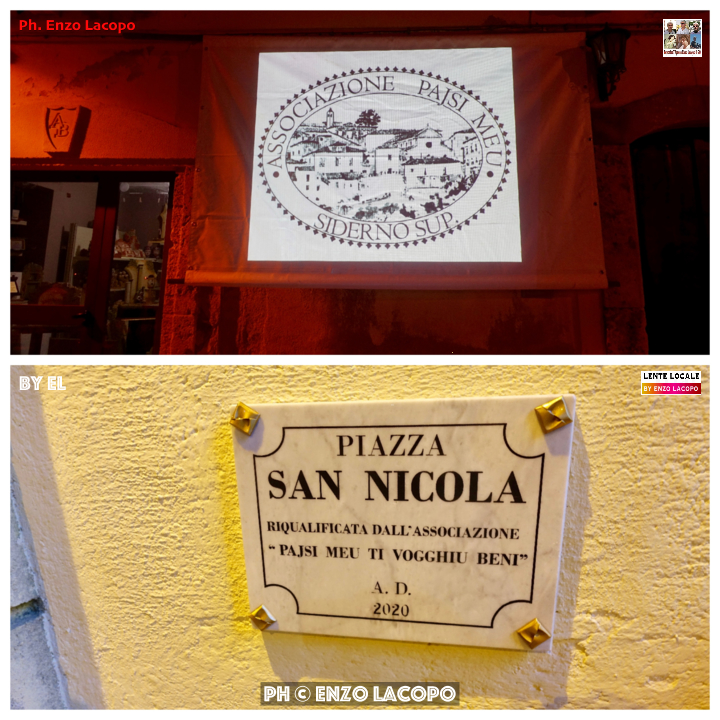 Ph. Enzo Lacopo
ASSOCIAZIONE PAJSI MEU
SIDERNO SUP.
BY EL
LENTE LOCALE
BY ENZO LACOPO
PIAZZA
SAN NICOLA
RIQUALIFICATA DALL'ASSOCIAZIONE
“ PAJSI MEU TI VOGGHIU BENI”
A. D.
2020
PH © ENZO LACOPO